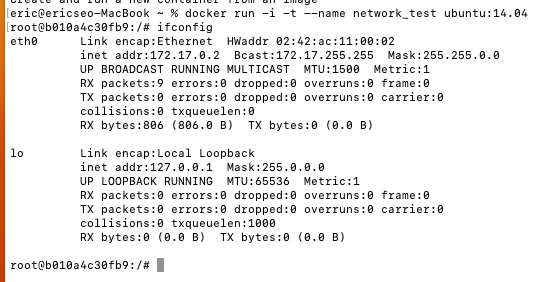 Create and run a new container from an image
[eric@ericseo-MacBook ~ % docker run -i -t --name network_test ubuntu:14.04
[root@b010a4c30fb9:/# ifconfig
eth0      Link encap:Ethernet  HWaddr 02:42:ac:11:00:02
          inet addr:172.17.0.2  Bcast:172.17.255.255  Mask:255.255.0.0
          UP BROADCAST RUNNING MULTICAST  MTU:1500  Metric:1
          RX packets:9 errors:0 dropped:0 overruns:0 frame:0
          TX packets:0 errors:0 dropped:0 overruns:0 carrier:0
          collisions:0 txqueuelen:0
          RX bytes:806 (806.0 B)  TX bytes:0 (0.0 B)
lo        Link encap:Local Loopback
          inet addr:127.0.0.1  Mask:255.0.0.0
          UP LOOPBACK RUNNING  MTU:65536  Metric:1
          RX packets:0 errors:0 dropped:0 overruns:0 frame:0
          TX packets:0 errors:0 dropped:0 overruns:0 carrier:0
          collisions:0 txqueuelen:1000
          RX bytes:0 (0.0 B)  TX bytes:0 (0.0 B)
root@b010a4c30fb9:/#